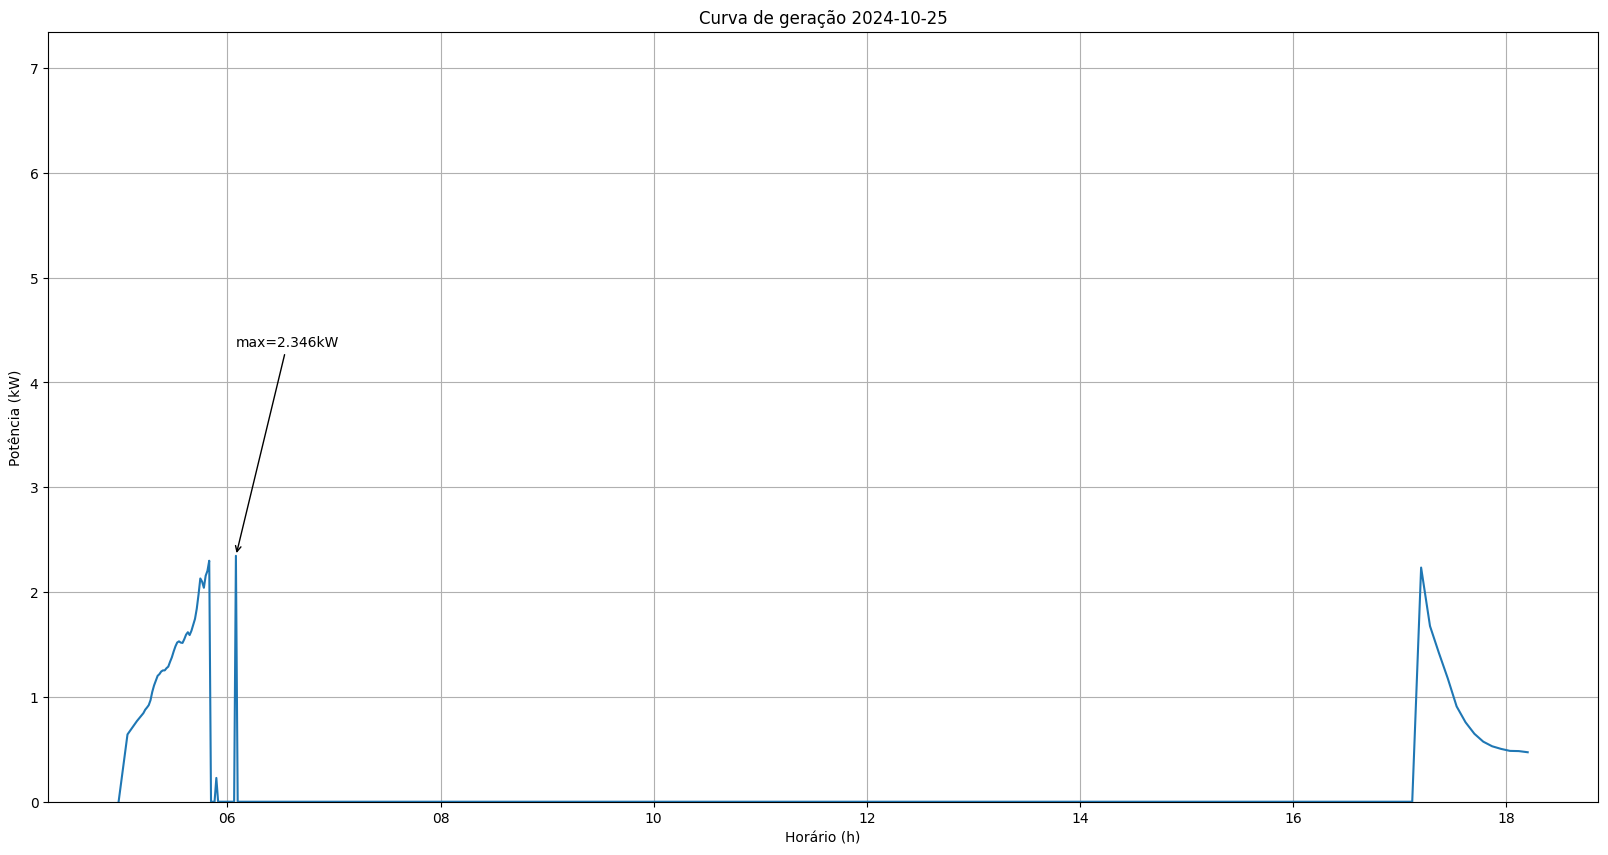 Curva de geração 2024-10-25
7
6
5
4
3
2
1
0
max=2.346kW
Potência (kW)
06 08 10 12 14 16 18
Horário (h)